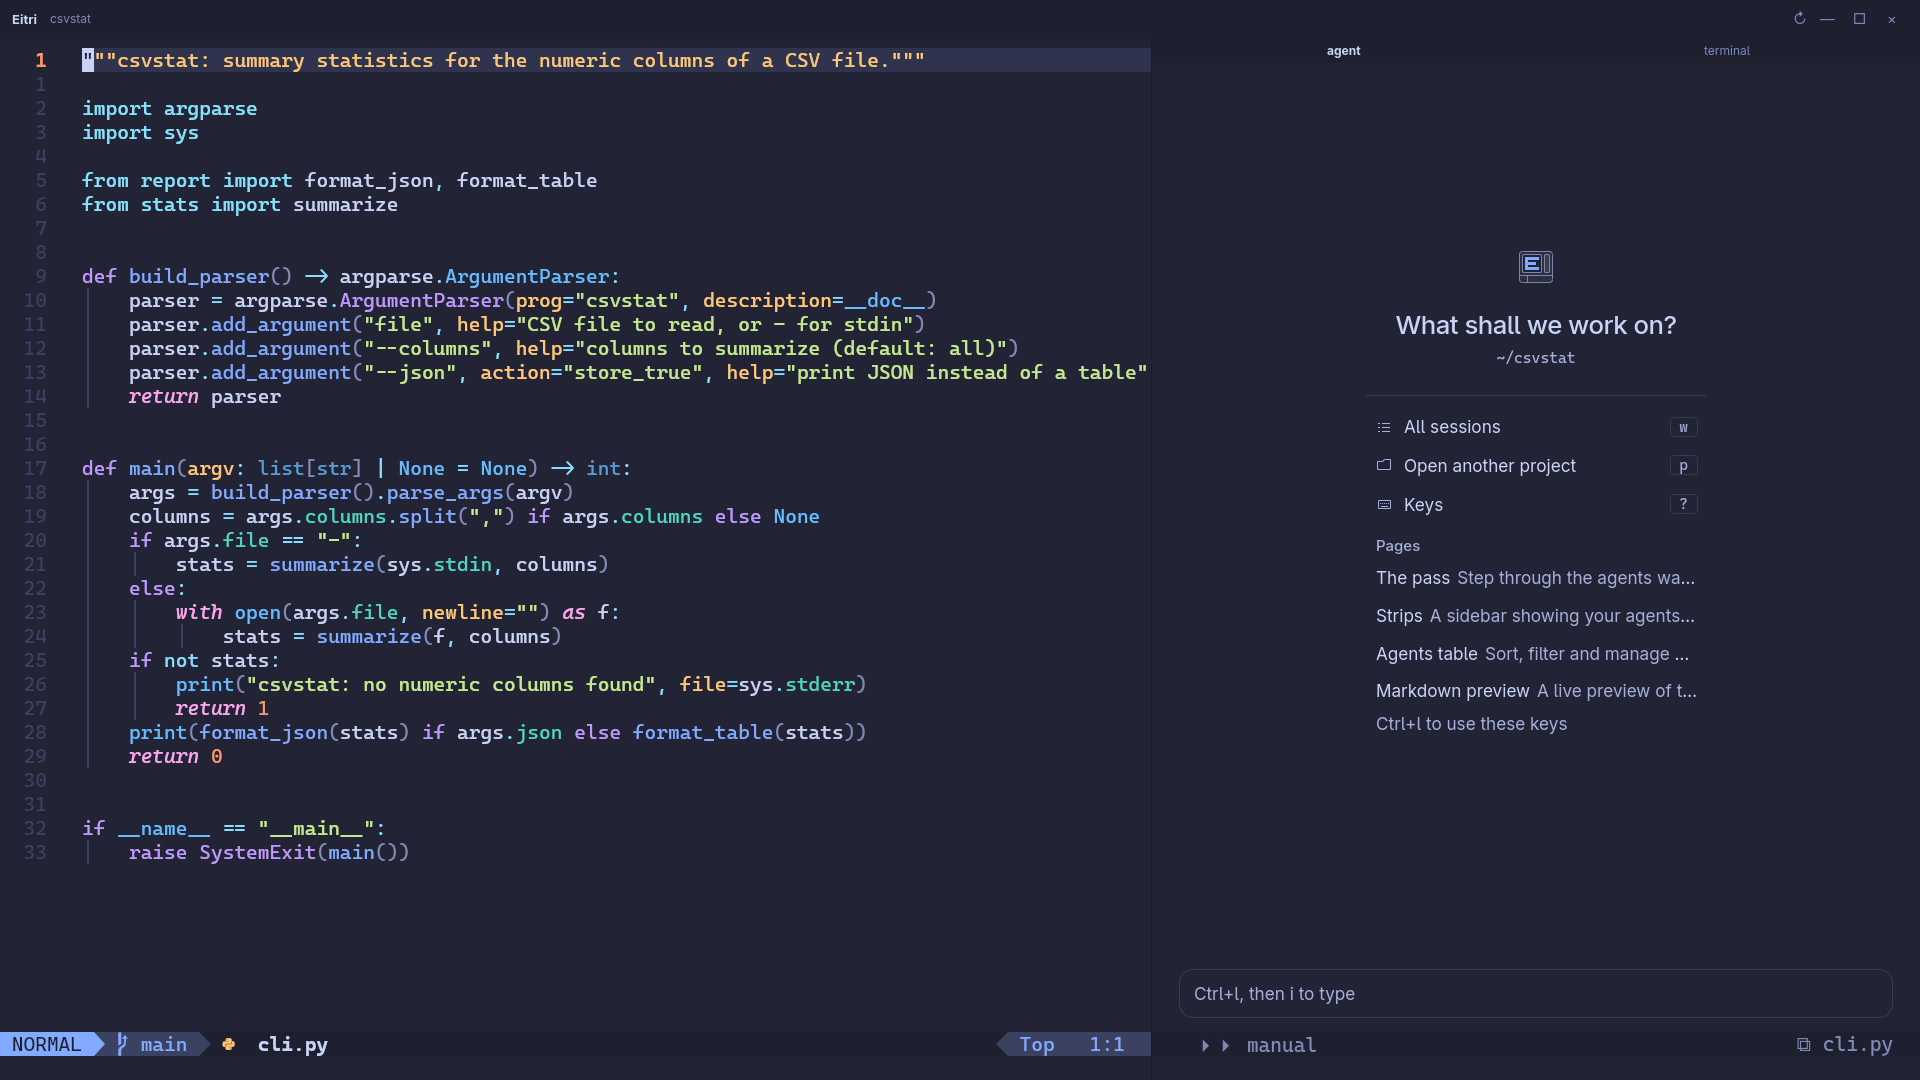 Eitri csvstat
1 """csvstat: summary statistics for the numeric columns of a CSV file."""
1
2 import argparse
3 import sys
4
5 from report import format_json, format_table
6 from stats import summarize
7
8
9 def build_parser() -> argparse.ArgumentParser:
10 parser = argparse.ArgumentParser(prog="csvstat", description=__doc__)
11 parser.add_argument("file", help="CSV file to read, or - for stdin")
12 parser.add_argument("--columns", help="columns to summarize (default: all)")
13 parser.add_argument("--json", action="store_true", help="print JSON instead of a table"
14 return parser
15
16
17 def main(argv: list[str] | None = None) -> int:
18 args = build_parser().parse_args(argv)
19 columns = args.columns.split(",") if args.columns else None
20 if args.file == "-":
21 stats = summarize(sys.stdin, columns)
22 else:
23 with open(args.file, newline="") as f:
24 stats = summarize(f, columns)
25 if not stats:
26 print("csvstat: no numeric columns found", file=sys.stderr)
27 return 1
28 print(format_json(stats) if args.json else format_table(stats))
29 return 0
30
31
32 if __name__ == "__main__":
33 raise SystemExit(main())
NORMAL main cli.py Top 1:1
agent terminal
What shall we work on?
~/csvstat
All sessions w
Open another project p
Keys ?
Pages
The pass Step through the agents wa...
Strips A sidebar showing your agents...
Agents table Sort, filter and manage ...
Markdown preview A live preview of t...
Ctrl+l to use these keys
Ctrl+l, then i to type
manual cli.py